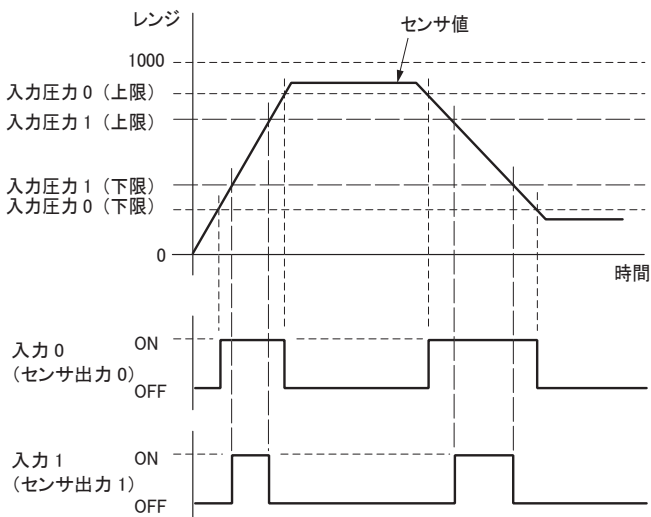 レンジ
センサ値
1000
入力圧力0（上限）
入力圧力1（上限）
入力圧力1（下限）
入力圧力0（下限）
0
時間
入力0
（センサ出力0）
ON
OFF
入力1
（センサ出力1）
ON
OFF